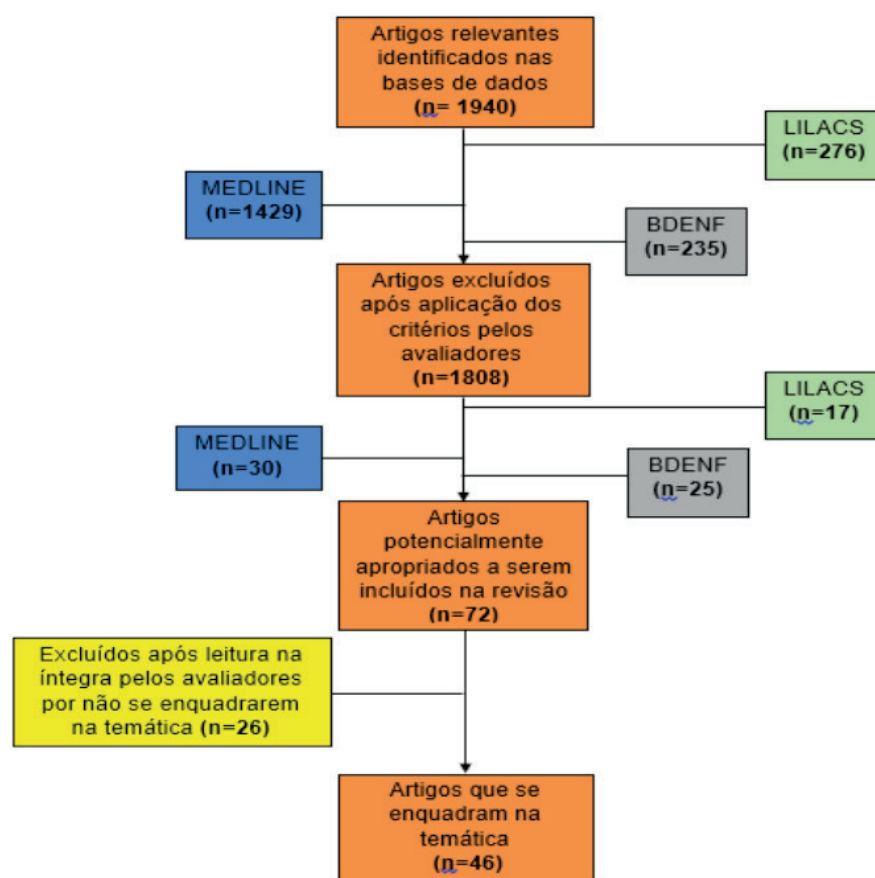 Artigos relevantes
identificados nas
bases de dados
(n= 1940)
LILACS
(n=276)
MEDLINE
(n=1429)
BDENF
(n=235)
Artigos excluídos
após aplicação dos
critérios pelos
avaliadores
(n=1808)
LILACS
(n=17)
MEDLINE
(n=30)
BDENF
(n=25)
Artigos
potencialmente
apropriados a serem
incluídos na revisão
(n=72)
Excluídos após leitura na
íntegra pelos avaliadores
por não se enquadrarem
na temática (n=26)
Artigos que se
enquadram na
temática
(n=46)